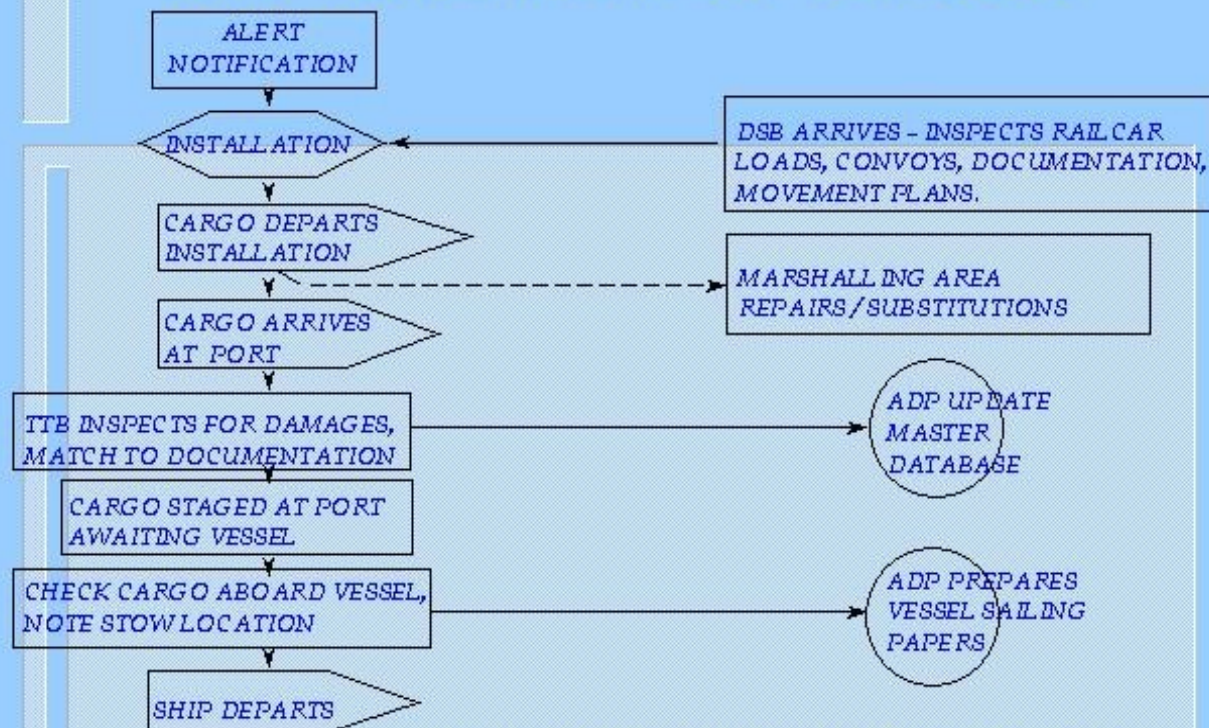 ALERT
NOTIFICATION
INSTALLATION
DSB ARRIVES - INSPECTS RAILCAR
LOADS, CONVOYS, DOCUMENTATION,
MOVEMENT PLANS.
CARGO DEPARTS
INSTALLATION
MARSHALLING AREA
REPAIRS/SUBSTITUTIONS
CARGO ARRIVES
AT PORT
TTB INSPECTS FOR DAMAGES,
MATCH TO DOCUMENTATION
ADP UPDATE
MASTER
DATABASE
CARGO STAGED AT PORT
AWAITING VESSEL
CHECK CARGO ABOARD VESSEL,
NOTE STOW LOCATION
ADP PREPARES
VESSEL SAILING
PAPERS
SHIP DEPARTS